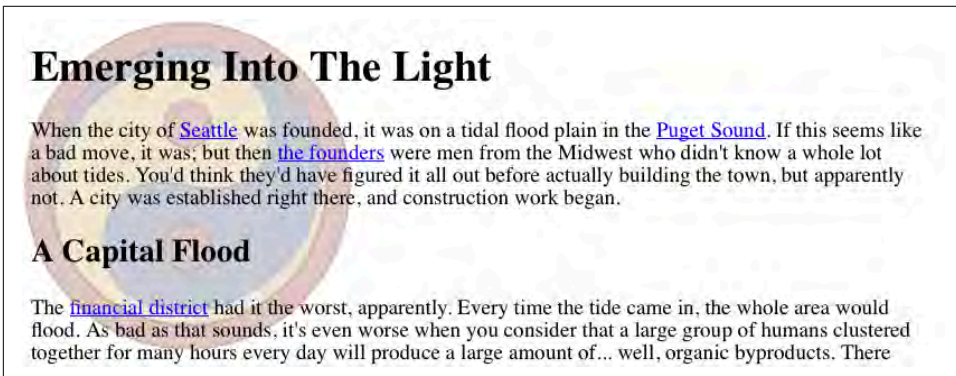 Emerging Into The Light
When the city of Seattle was founded, it was on a tidal flood plain in the Puget Sound. If this seems like
a bad move, it was; but then the founders were men from the Midwest who didn't know a whole lot
about tides. You'd think they'd have figured it all out before actually building the town, but apparently
not. A city was established right there, and construction work began.
A Capital Flood
The financial district had it the worst, apparently. Every time the tide came in, the whole area would
flood. As bad as that sounds, it's even worse when you consider that a large group of humans clustered
together for many hours every day will produce a large amount of... well, organic byproducts. There